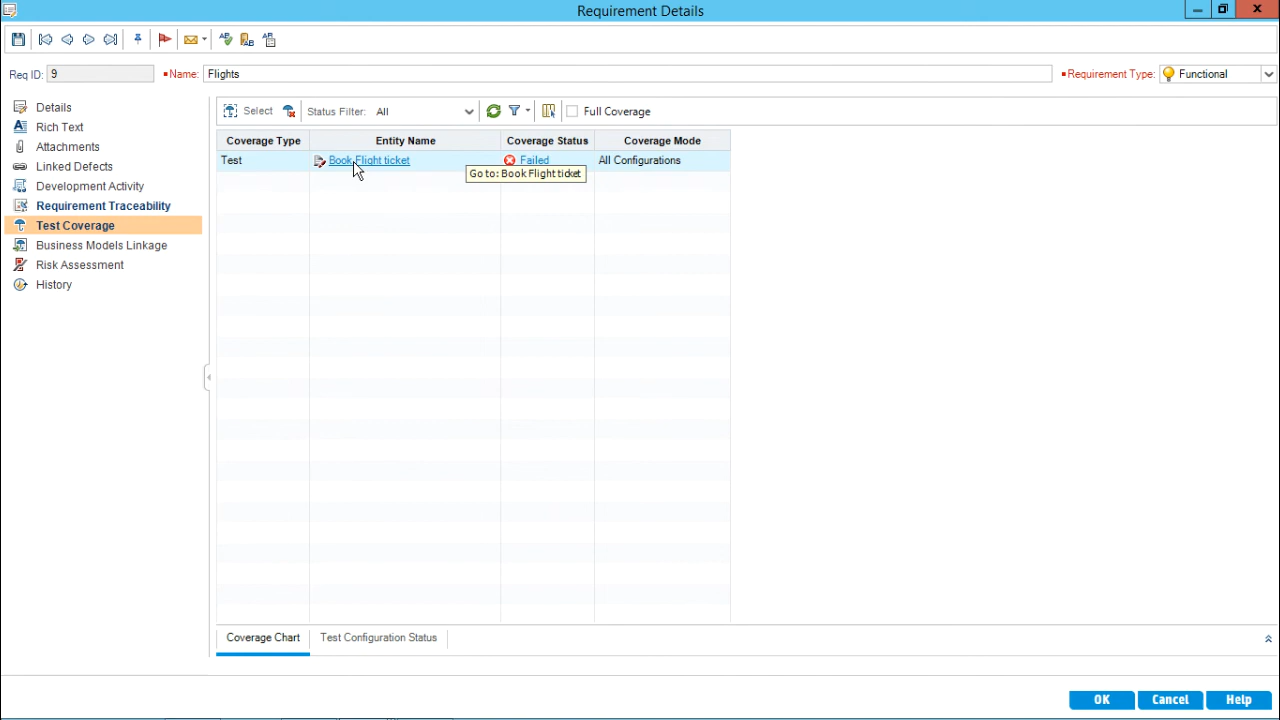 Requirement Details
Req ID: 9 Name: Flights Requirement Type: Functional
Details
Rich Text
Attachments
Linked Defects
Development Activity
Requirement Traceability
Test Coverage
Business Models Linkage
Risk Assessment
History
Select Status Filter: All Full Coverage
Coverage Type Entity Name Coverage Status Coverage Mode
Test Book Flight ticket Failed All Configurations
Go to: Book Flight ticket
Coverage Chart Test Configuration Status
OK Cancel Help